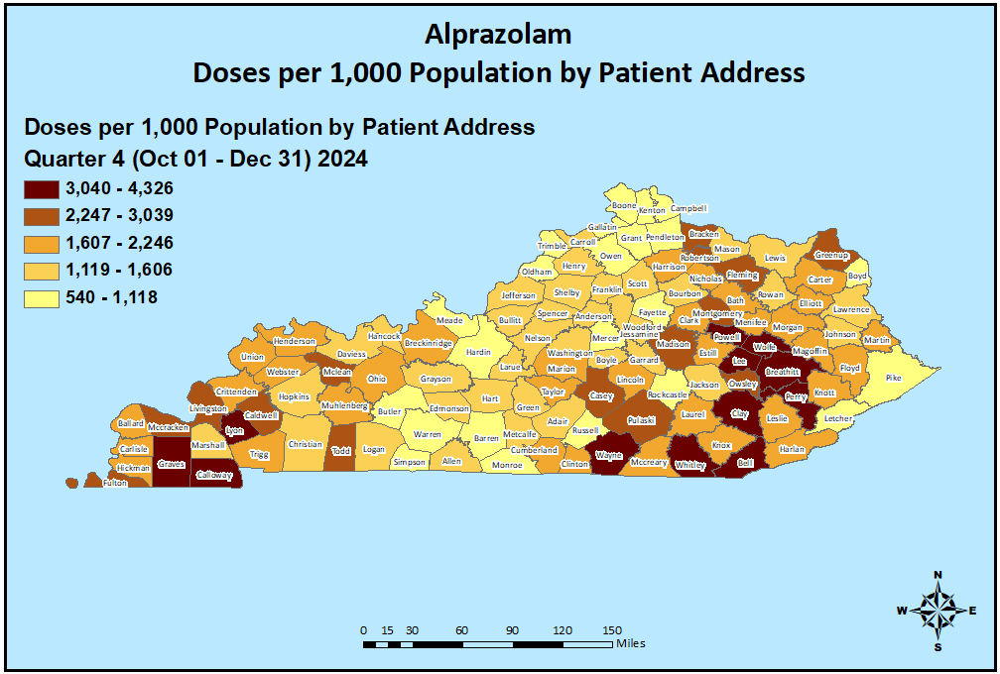 Alprazolam
Doses per 1,000 Population by Patient Address
Doses per 1,000 Population by Patient Address
Quarter 4 (Oct 01 - Dec 31) 2024
3,040 - 4,326
2,247 - 3,039
1,607 - 2,246
1,119 - 1,606
540 - 1,118
Boone
Kenton
Campbell
Gallatin
Grant
Pendleton
Bracken
Trimble
Carroll
Owen
Mason
Robertson
Lewis
Greenup
Oldham
Henry
Harrison
Nicholas
Fleming
Carter
Boyd
Jefferson
Shelby
Franklin
Scott
Bourbon
Bath
Rowan
Elliott
Lawrence
Meade
Bullitt
Spencer
Anderson
Fayette
Woodford
Jessamine
Clark
Montgomery
Menifee
Morgan
Johnson
Martin
Henderson
Hancock
Breckinridge
Hardin
Nelson
Mercer
Madison
Powell
Wolfe
Magoffin
Union
Daviess
Washington
Boyle
Garrard
Estill
Lee
Breathitt
Floyd
Pike
Webster
Mclean
Ohio
Grayson
Larue
Marion
Lincoln
Jackson
Owsley
Knott
Crittenden
Hopkins
Muhlenberg
Butler
Edmonson
Hart
Green
Taylor
Casey
Rockcastle
Perry
Livingston
Caldwell
Lyon
Ballard
Mccracken
Adair
Russell
Pulaski
Laurel
Clay
Leslie
Letcher
Carlisle
Marshall
Trigg
Christian
Todd
Logan
Warren
Barren
Metcalfe
Cumberland
Wayne
Knox
Harlan
Hickman
Graves
Calloway
Fulton
Simpson
Allen
Monroe
Clinton
Mccreary
Whitley
Bell
N
W E
S
0 15 30 60 90 120 150
Miles